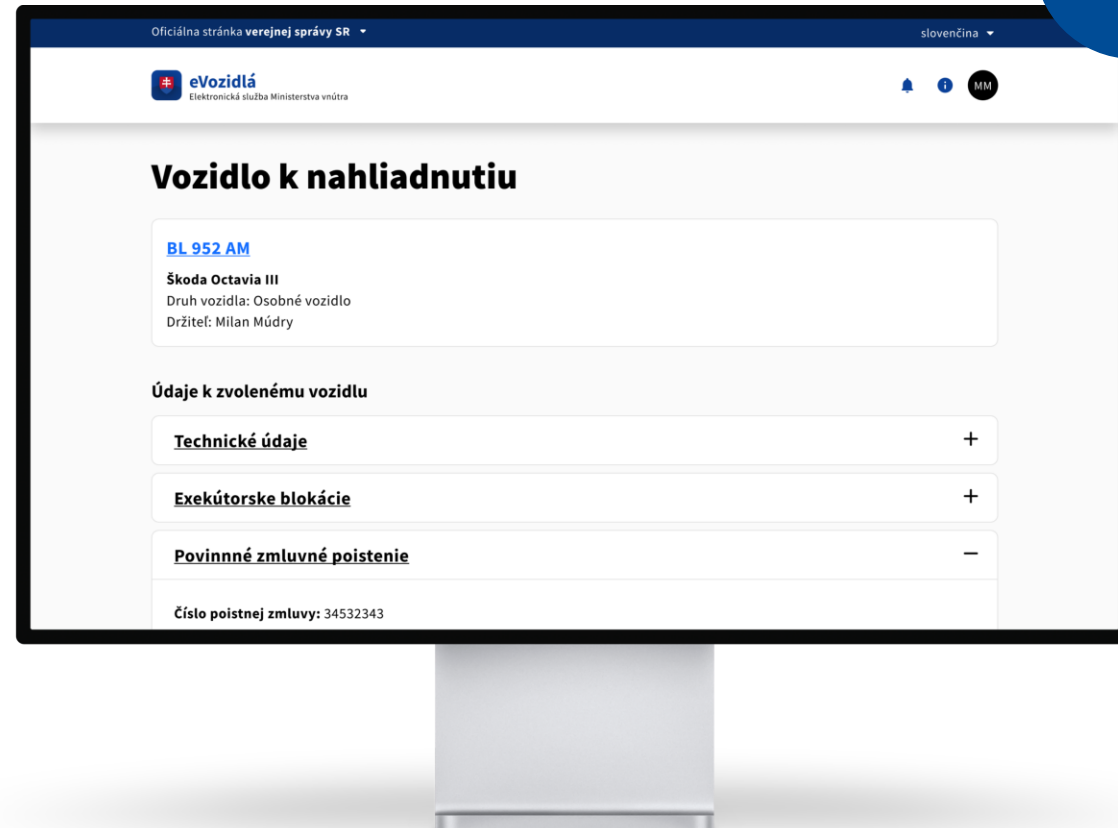 Oficiálna stránka verejnej správy SR
slovenčina
eVozidlá
Elektronická služba Ministerstva vnútra
MM
Vozidlo k nahliadnutiu
BL 952 AM
Škoda Octavia III
Druh vozidla: Osobné vozidlo
Držiteľ: Milan Múdry
Údaje k zvolenému vozidlu
Technické údaje
Exekútorske blokácie
Povinnné zmluvné poistenie
Číslo poistnej zmluvy: 34532343